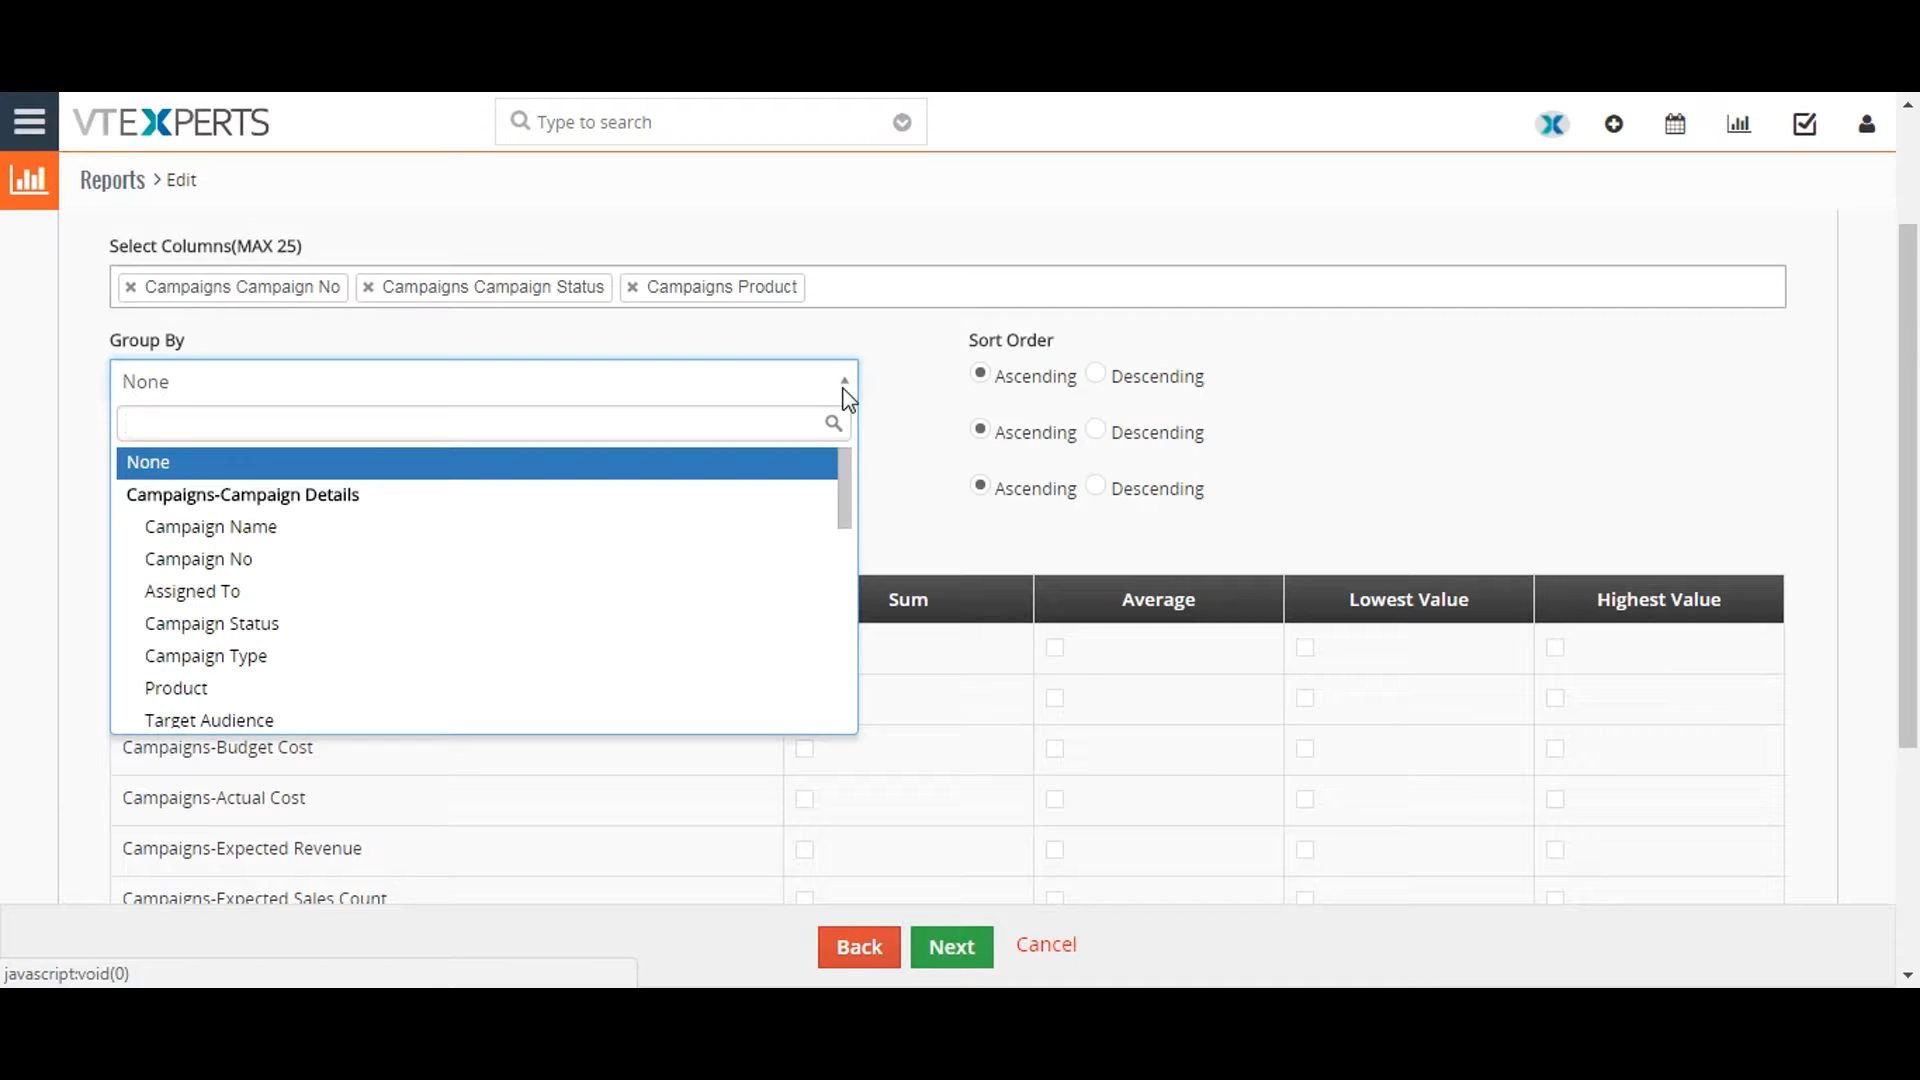 VTEXPERTS
Type to search
Reports > Edit
Select Columns(MAX 25)
× Campaigns Campaign No × Campaigns Campaign Status × Campaigns Product
Group By
Sort Order
None
Ascending Descending
Ascending Descending
None
Campaigns-Campaign Details
Ascending Descending
Campaign Name
Campaign No
Assigned To
Sum Average Lowest Value Highest Value
Campaign Status
Campaign Type
Product
Target Audience
Campaigns-Budget Cost
Campaigns-Actual Cost
Campaigns-Expected Revenue
Campaigns-Expected Sales Count
Back Next Cancel
javascript:void(0)